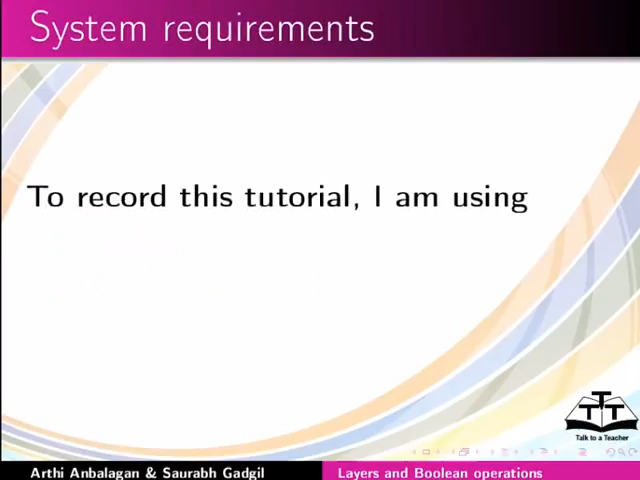 System requirements
To record this tutorial, I am using
TTT
Talk to a Teacher
Arthi Anbalagan & Saurabh Gadgil
Layers and Boolean operations